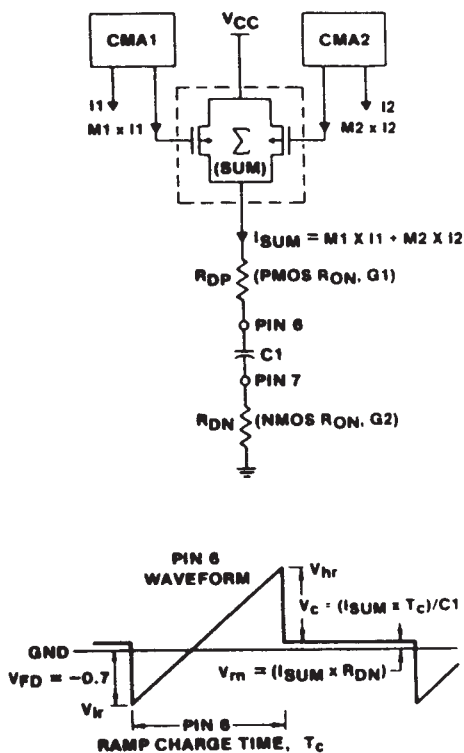 CMA1
VCC
CMA2
I1
M1 x I1
I2
M2 x I2
Σ
(SUM)
ISUM = M1 X I1 + M2 X I2
RDP (PMOS RON, G1)
PIN 6
C1
PIN 7
RDN (NMOS RON, G2)
PIN 6
WAVEFORM
Vhr
VC = (ISUM x TC)/C1
GND
VFD = -0.7
Vrn = (ISUM x RDN)
Vlr
PIN 6
RAMP CHARGE TIME, TC